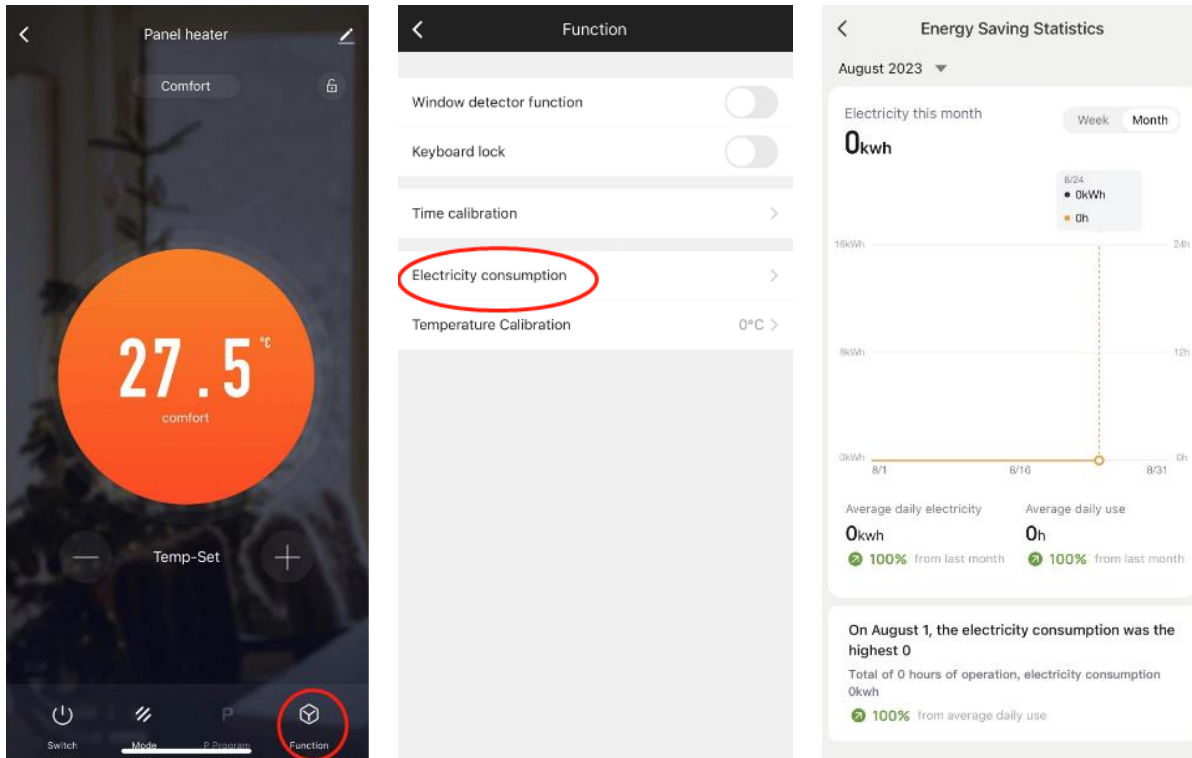 Panel heater
Comfort
27.5 °C
comfort
Temp-Set
Switch
Mode
P Program
Function
Function
Window detector function
Keyboard lock
Time calibration
Electricity consumption
Temperature Calibration 0°C
Energy Saving Statistics
August 2023
Electricity this month
Week Month
0kwh
8/24
0kWh
0h
16kWh 24h
8kWh 12h
0kWh 0h
8/1 8/16 8/31
Average daily electricity Average daily use
0kwh 0h
100% from last month 100% from last month
On August 1, the electricity consumption was the
highest 0
Total of 0 hours of operation, electricity consumption
0kwh
100% from average daily use